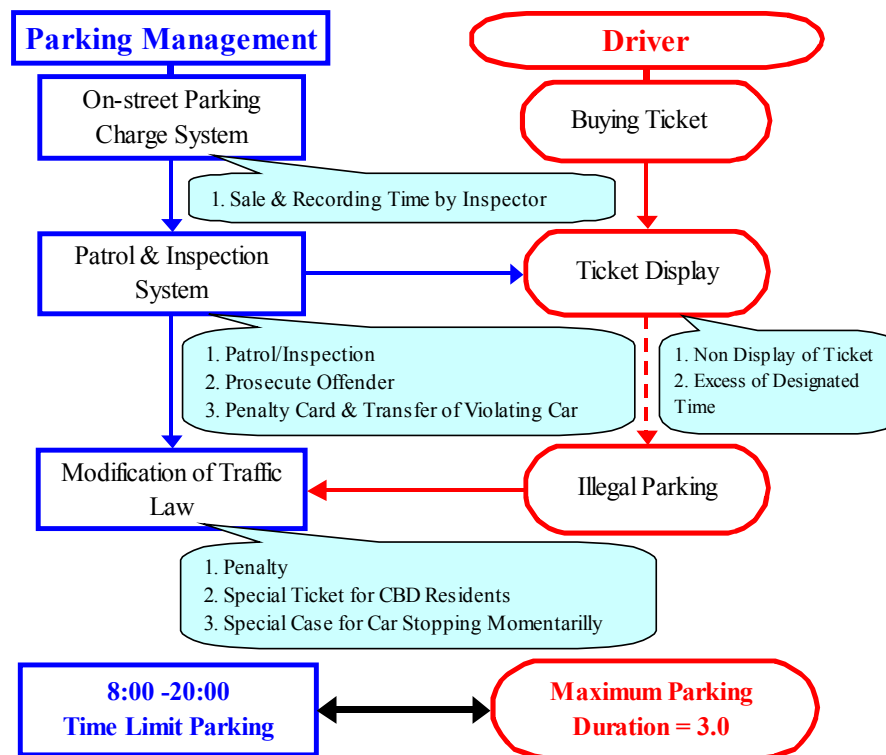 Parking Management
Driver
On-street Parking
Charge System
Buying Ticket
1. Sale & Recording Time by Inspector
Patrol & Inspection
System
Ticket Display
1. Patrol/Inspection
2. Prosecute Offender
3. Penalty Card & Transfer of Violating Car
1. Non Display of Ticket
2. Excess of Designated
Time
Modification of Traffic
Law
Illegal Parking
1. Penalty
2. Special Ticket for CBD Residents
3. Special Case for Car Stopping Momentarilly
8:00 -20:00
Time Limit Parking
Maximum Parking
Duration = 3.0